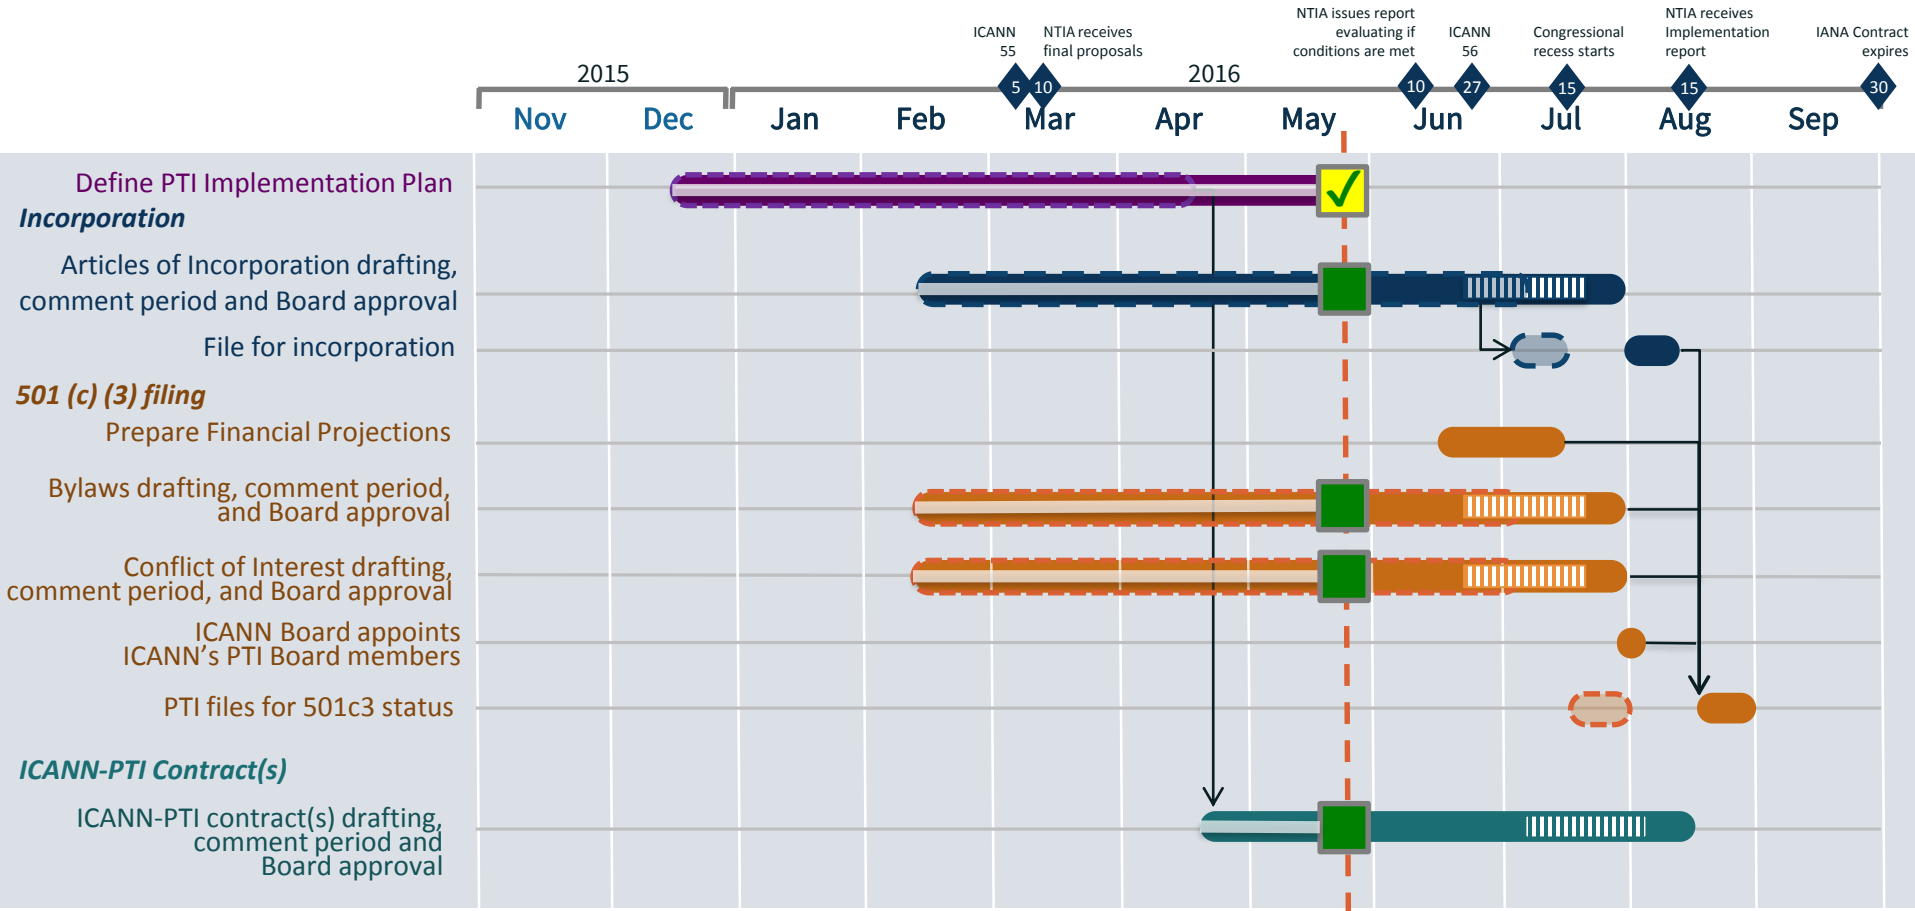 NTIA issues report
evaluating if
conditions are met
NTIA receives
Implementation
report
ICANN
55
NTIA receives
final proposals
ICANN
56
Congressional
recess starts
IANA Contract
expires
2015
2016
5
10
10
27
15
15
30
Nov
Dec
Jan
Feb
Mar
Apr
May
Jun
Jul
Aug
Sep
Define PTI Implementation Plan
Incorporation
Articles of Incorporation drafting,
comment period and Board approval
File for incorporation
501 (c) (3) filing
Prepare Financial Projections
Bylaws drafting, comment period,
and Board approval
Conflict of Interest drafting,
comment period, and Board approval
ICANN Board appoints
ICANN’s PTI Board members
PTI files for 501c3 status
ICANN-PTI Contract(s)
ICANN-PTI contract(s) drafting,
comment period and
Board approval